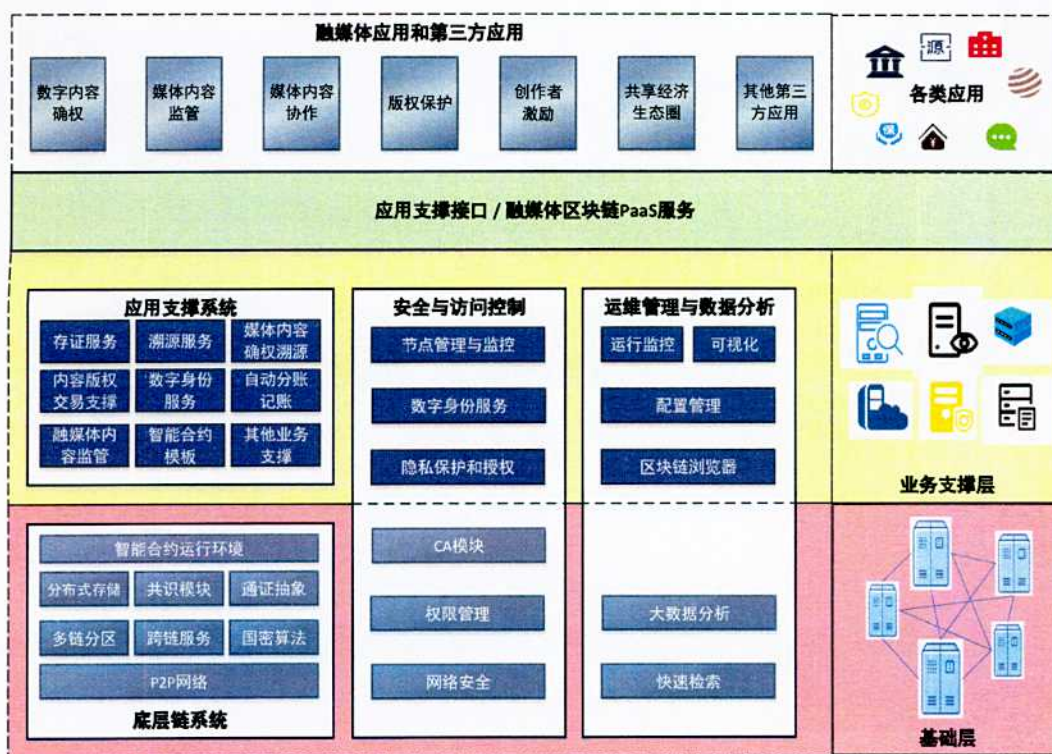 融媒体应用和第三方应用
数字内容
确权
媒体内容
监管
媒体内容
协作
版权保护
创作者
激励
共享经济
生态圈
其他第三
方应用
源
各类应用
保
¥
应用支撑接口 / 融媒体区块链PaaS服务
应用支撑系统
存证服务
溯源服务
媒体内容
确权溯源
内容版权
交易支撑
数字身份
服务
自动分账
记账
融媒体内
容监管
智能合约
模板
其他业务
支撑
安全与访问控制
节点管理与监控
数字身份服务
隐私保护和授权
运维管理与数据分析
运行监控
可视化
配置管理
区块链浏览器
业务支撑层
智能合约运行环境
分布式存储
共识模块
通证抽象
多链分区
跨链服务
国密算法
P2P网络
底层链系统
CA模块
权限管理
网络安全
大数据分析
快速检索
基础层